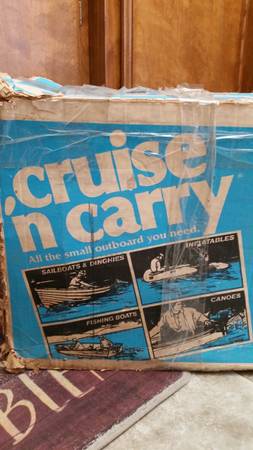 cruise
'n carry
All the small outboard you need.
SAILBOATS & DINGHIES
INFLATABLES
FISHING BOATS
CANOES